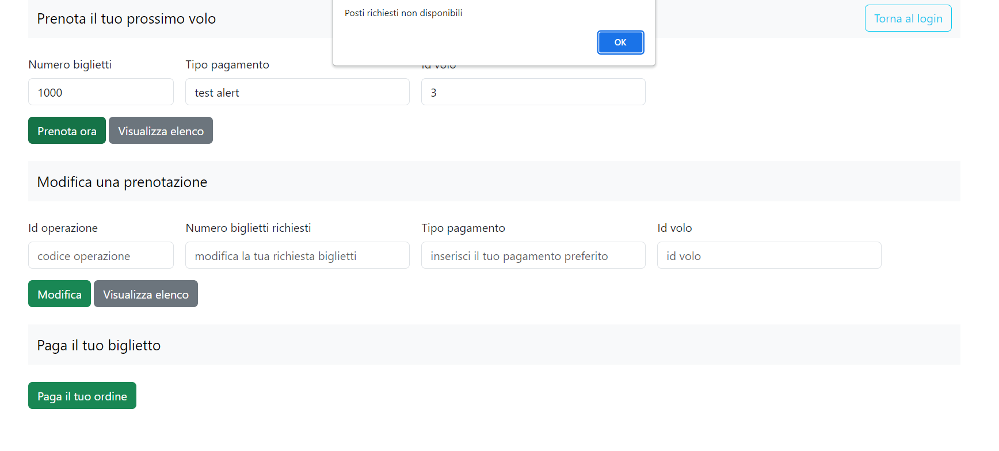 Posti richiesti non disponibili
OK
Prenota il tuo prossimo volo
Torna al login
Numero biglietti
Tipo pagamento
Id volo
1000
test alert
3
Prenota ora
Visualizza elenco
Modifica una prenotazione
Id operazione
Numero biglietti richiesti
Tipo pagamento
Id volo
codice operazione
modifica la tua richiesta biglietti
inserisci il tuo pagamento preferito
id volo
Modifica
Visualizza elenco
Paga il tuo biglietto
Paga il tuo ordine